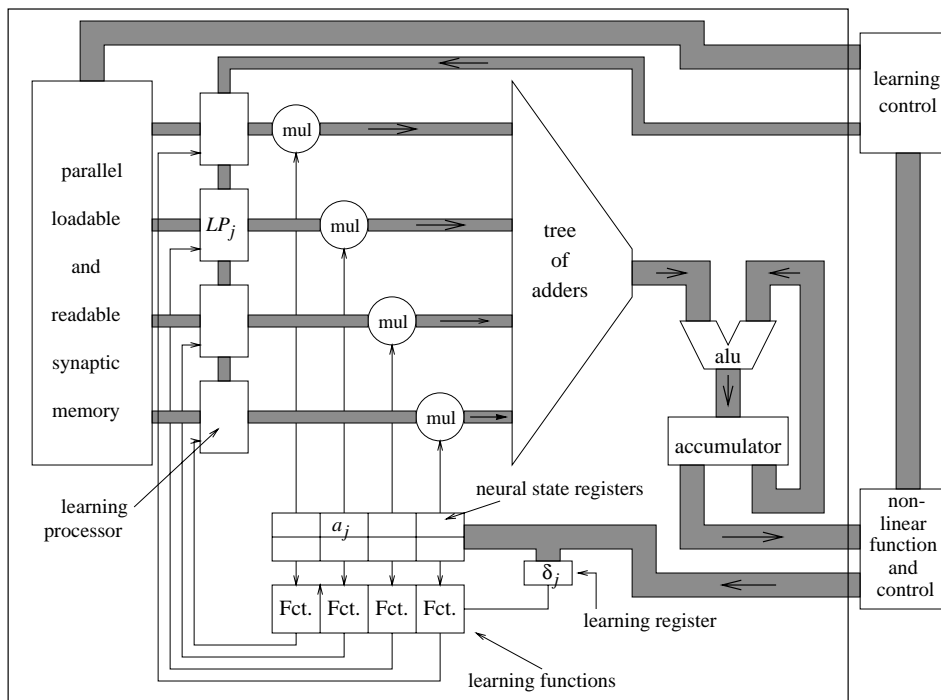 learning
control
mul
parallel
loadable
and
readable
synaptic
memory
LP_j
mul
tree
of
adders
mul
alu
mul
accumulator
learning
processor
neural state registers
a_j
non-
linear
function
and
control
δ_j
Fct. Fct. Fct. Fct.
learning register
learning functions